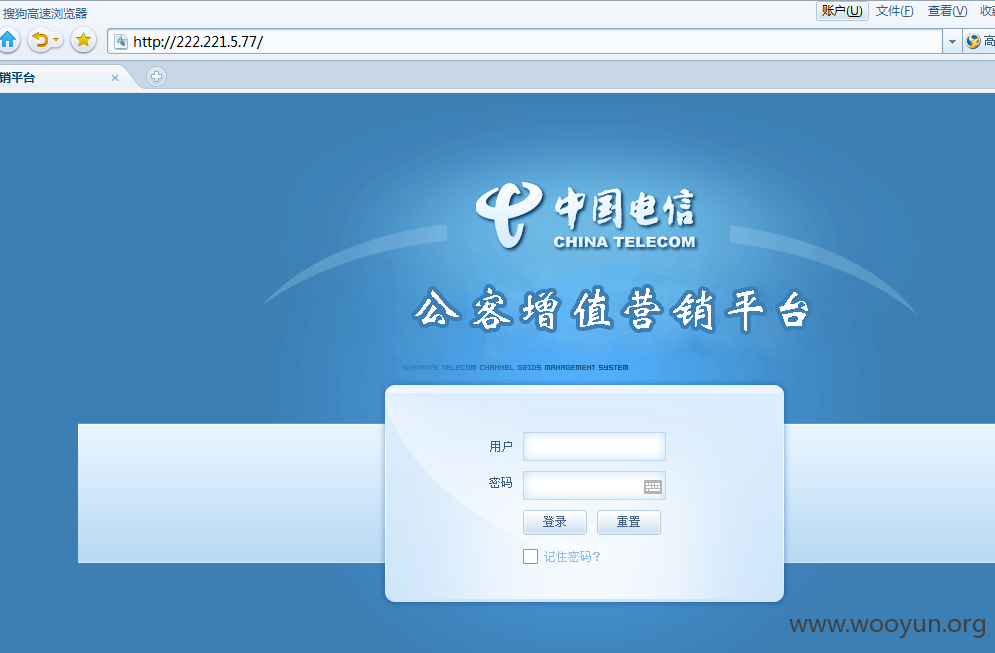 搜狗高速浏览器
账户(U) 文件(F) 查看(V) 收
http://222.221.5.77/
高
销平台
中国电信
CHINA TELECOM
公客增值营销平台
YUNNAN'S TELECOM CHANNEL GRIDS MANAGEMENT SYSTEM
用户
密码
登录 重置
记住密码?
www.wooyun.org